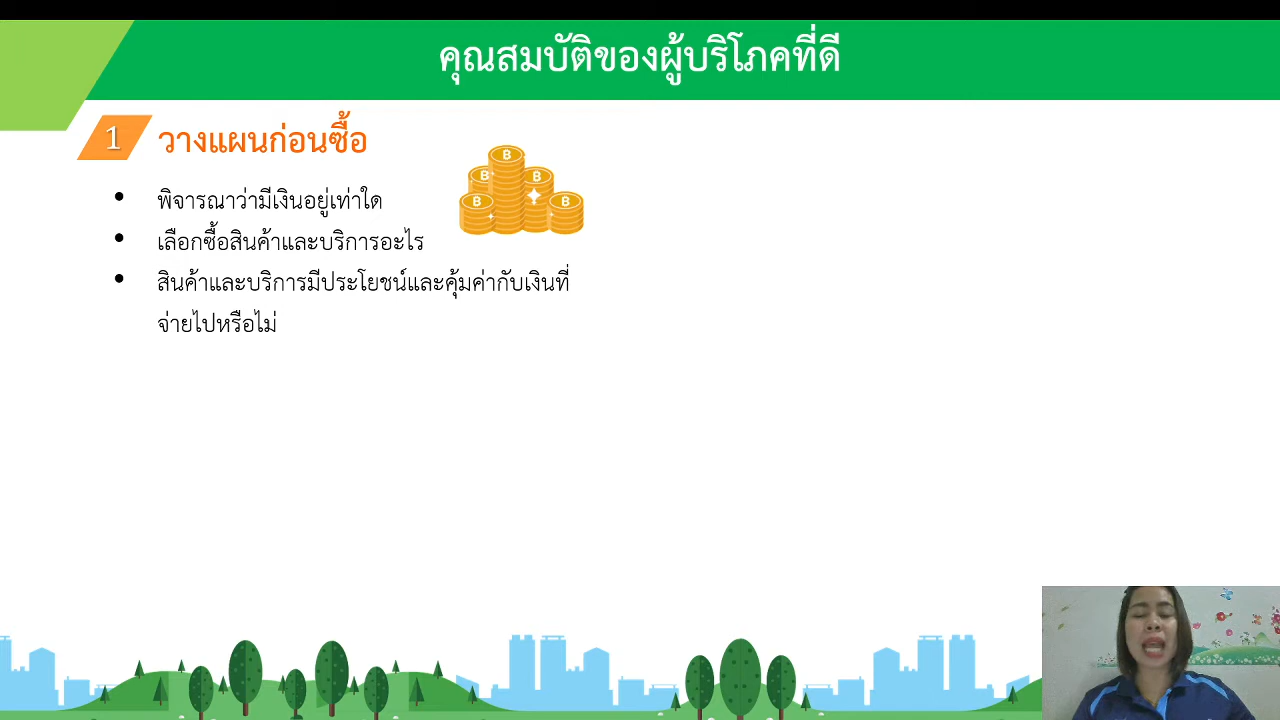 คุณสมบัติของผู้บริโภคที่ดี
1 วางแผนก่อนซื้อ
• พิจารณาว่ามีเงินอยู่เท่าใด
• เลือกซื้อสินค้าและบริการอะไร
• สินค้าและบริการมีประโยชน์และคุ้มค่ากับเงินที่
จ่ายไปหรือไม่